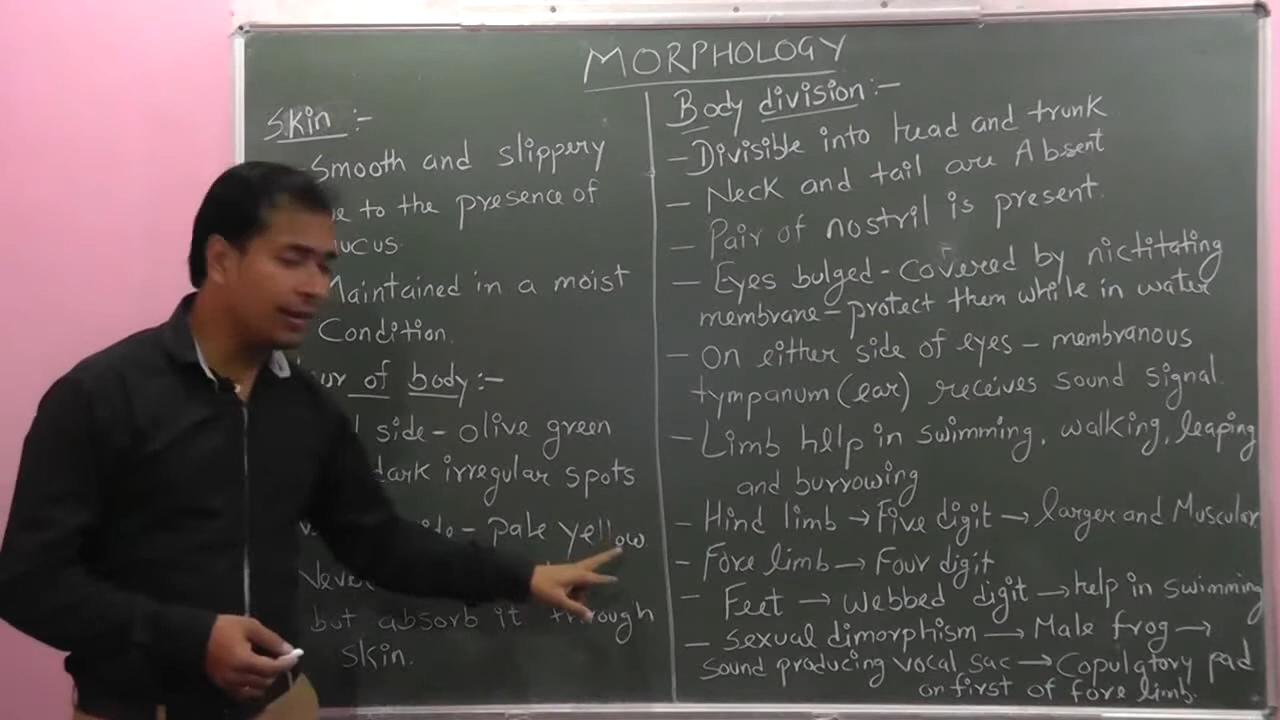 MORPHOLOGY
Skin :-
Smooth and slippery
to the presence of
Maintained in a moist
Condition.
of body :-
side - olive green
dark irregular spots
- pale yellow
but absorb it through
skin.
Body division :-
- Divisible into head and trunk
- Neck and tail are Absent
- Pair of nostril is present.
- Eyes bulged - covered by nictitating
membrane - protect them while in water
- On either side of eyes - membranous
tympanum (ear) receives sound signal.
- Limb help in swimming, walking, leaping
and burrowing
- Hind limb → Five digit → larger and Muscular
- Fore limb → Four digit
- Feet → webbed digit → help in swimming
- Sexual dimorphism → Male frog →
sound producing vocal sac → Copulatory pad
on first of fore limb.